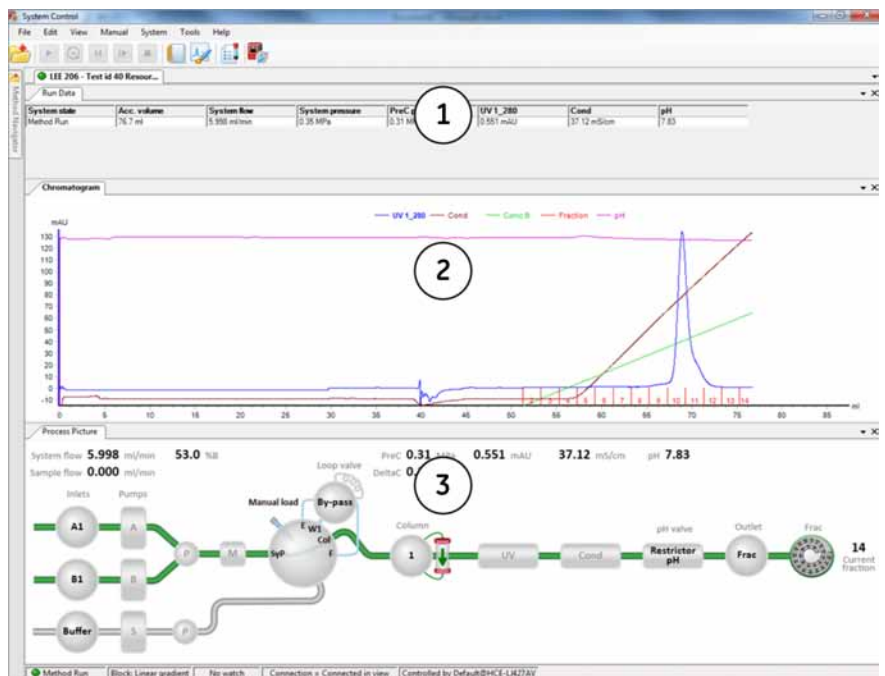 System Control
File Edit View Manual System Tools Help
LEE 206 - Test id 40 Resour...
Method Navigator
Run Data
System state Acc. volume System flow System pressure PreC UV 1_280 Cond pH
Method Run 76.7 ml 5.998 ml/min 0.35 MPa 0.31 0.551 mAU 37.12 mS/cm 7.83
1
Chromatogram
UV 1_280 Cond Conc B Fraction pH
mAU
130
120
110
100
90
80
70
60
50
40
30
20
10
0
-10
2
2 3 4 5 6 7 8 9 10 11 12 13 14
0 5 10 15 20 25 30 35 40 45 50 55 60 65 70 75 80 85 ml
Process Picture
System flow 5.998 ml/min 53.0 %B PreC 0.31 0.551 mAU 37.12 mS/cm pH 7.83
Sample flow 0.000 ml/min Loop valve DeltaC
3
Inlets Pumps Manual load By-pass Column pH valve Outlet Frac
E W1 Col SyP F
A1 A
P M 1 UV Cond Restrictor pH Frac 14
Current fraction
B1 B
Buffer S P
Method Run Block: Linear gradient No watch Connection = Connected in view Controlled by Default@HCE-LJ427AV